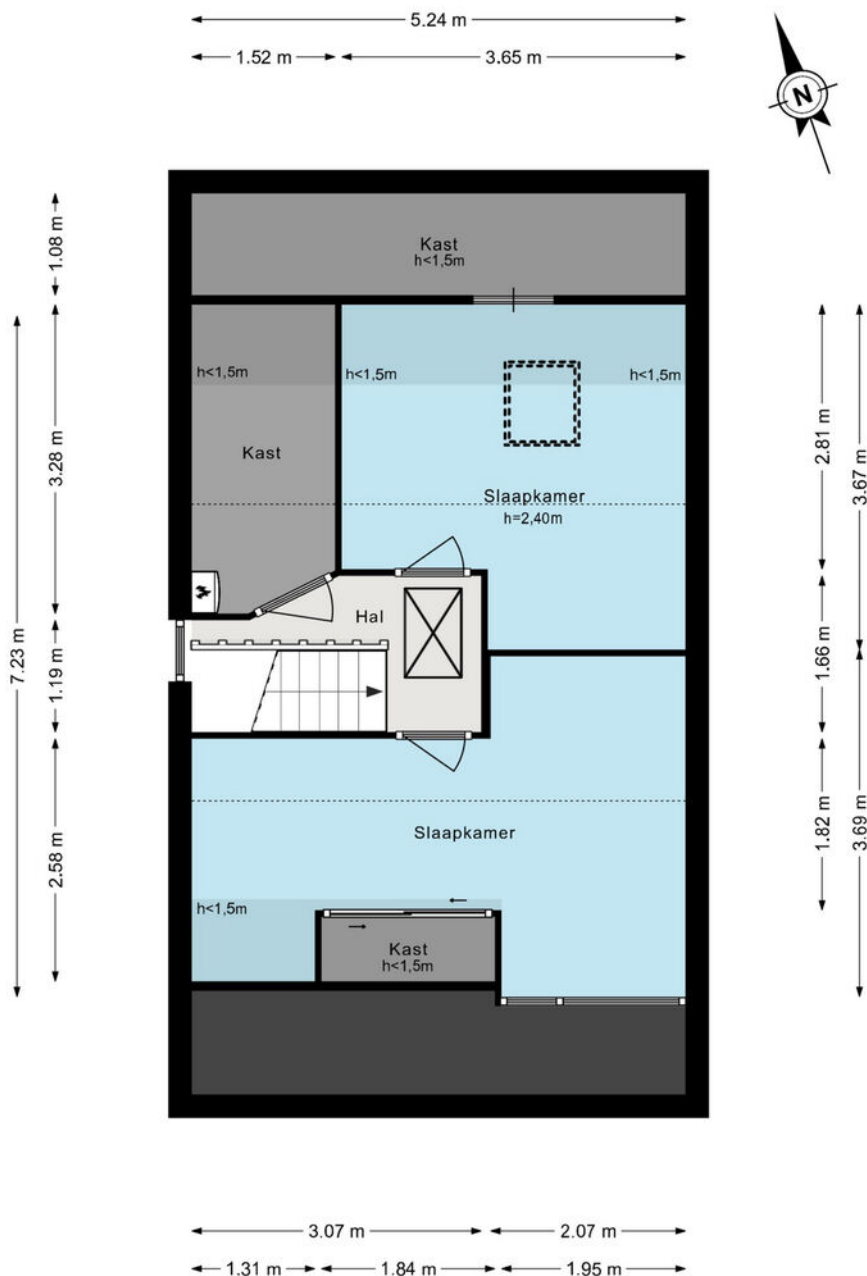 5.24 m
1.52 m
3.65 m
N
1.08 m
Kast
h<1,5m
h<1,5m
h<1,5m
h<1,5m
3.28 m
Kast
2.81 m
3.67 m
Slaapkamer
h=2,40m
Hal
7.23 m
1.19 m
1.66 m
2.58 m
Slaapkamer
1.82 m
3.69 m
h<1,5m
Kast
h<1,5m
3.07 m
2.07 m
1.31 m
1.84 m
1.95 m